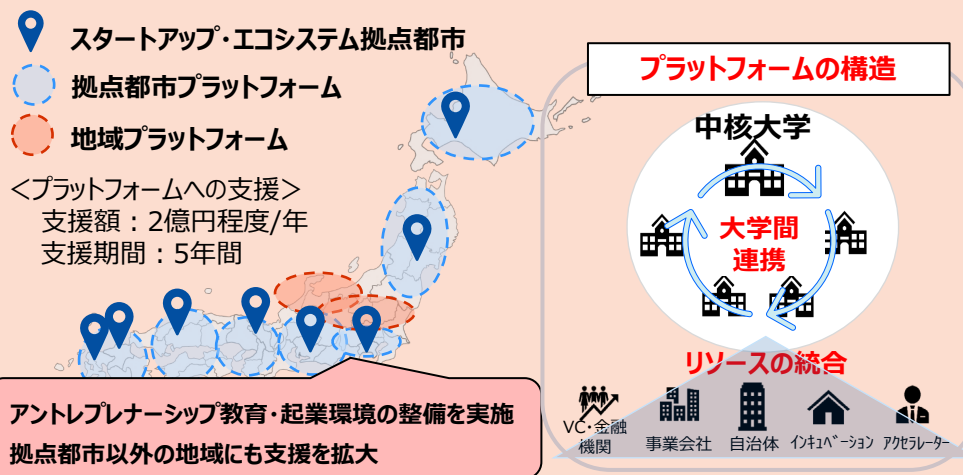 スタートアップ・エコシステム拠点都市
拠点都市プラットフォーム
地域プラットフォーム
＜プラットフォームへの支援＞
支援額：2億円程度/年
支援期間：5年間
アントレプレナーシップ教育・起業環境の整備を実施
拠点都市以外の地域にも支援を拡大
プラットフォームの構造
中核大学
大学間
連携
リソースの統合
VC・金融
機関
事業会社
自治体
ｲﾝｷｭﾍﾞｰｼｮﾝ
ｱｸｾﾗﾚｰﾀｰ